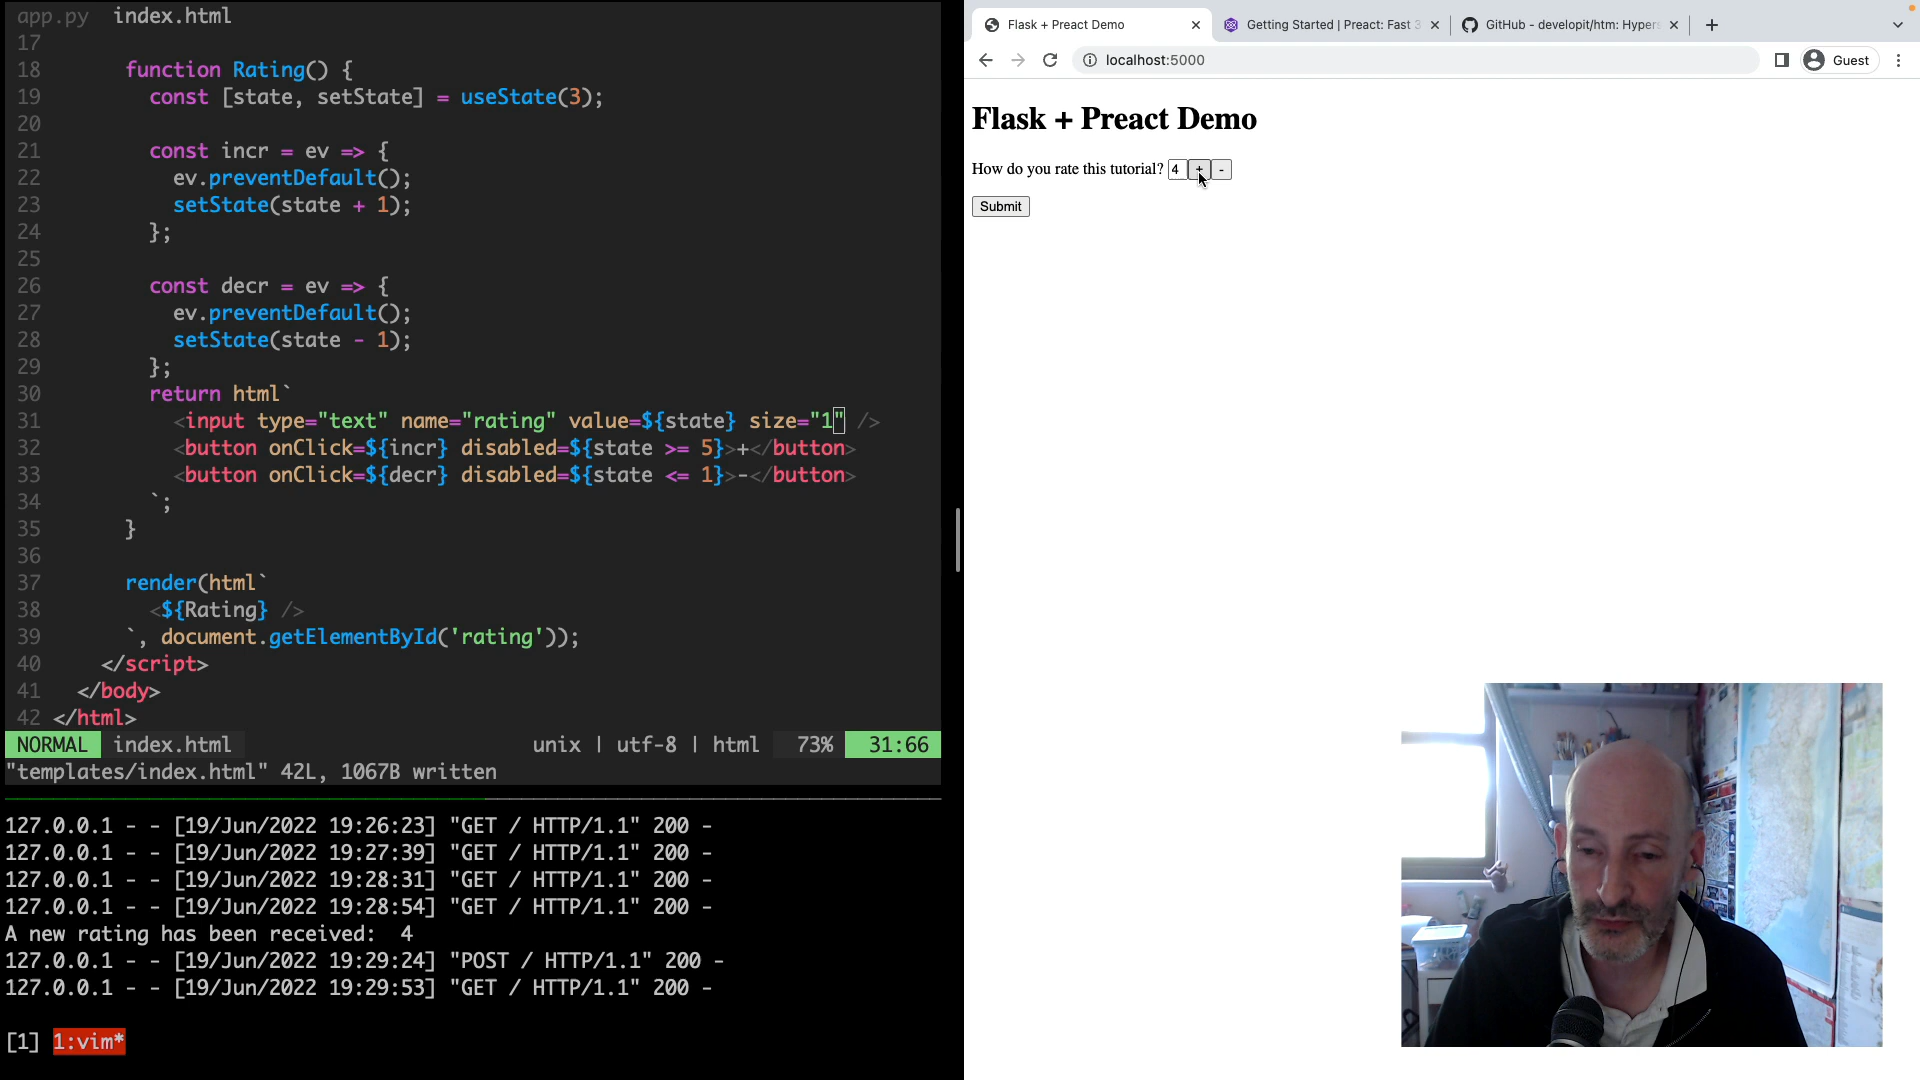 app.py index.html
17
18 function Rating() {
19 const [state, setState] = useState(3);
20
21 const incr = ev => {
22 ev.preventDefault();
23 setState(state + 1);
24 };
25
26 const decr = ev => {
27 ev.preventDefault();
28 setState(state - 1);
29 };
30 return html`
31 <input type="text" name="rating" value=${state} size="1" />
32 <button onClick=${incr} disabled=${state >= 5}>+</button>
33 <button onClick=${decr} disabled=${state <= 1}>-</button>
34 `;
35 }
36
37 render(html`
38 <${Rating} />
39 `, document.getElementById('rating'));
40 </script>
41 </body>
42 </html>
NORMAL index.html unix | utf-8 | html 73% 31:66
"templates/index.html" 42L, 1067B written
127.0.0.1 - - [19/Jun/2022 19:26:23] "GET / HTTP/1.1" 200 -
127.0.0.1 - - [19/Jun/2022 19:27:39] "GET / HTTP/1.1" 200 -
127.0.0.1 - - [19/Jun/2022 19:28:31] "GET / HTTP/1.1" 200 -
127.0.0.1 - - [19/Jun/2022 19:28:54] "GET / HTTP/1.1" 200 -
A new rating has been received:  4
127.0.0.1 - - [19/Jun/2022 19:29:24] "POST / HTTP/1.1" 200 -
127.0.0.1 - - [19/Jun/2022 19:29:53] "GET / HTTP/1.1" 200 -
[1] 1:vim*
Flask + Preact Demo Getting Started | Preact: Fast 3 GitHub - developit/htm: Hypers
localhost:5000 Guest
Flask + Preact Demo
How do you rate this tutorial? 4 + -
Submit